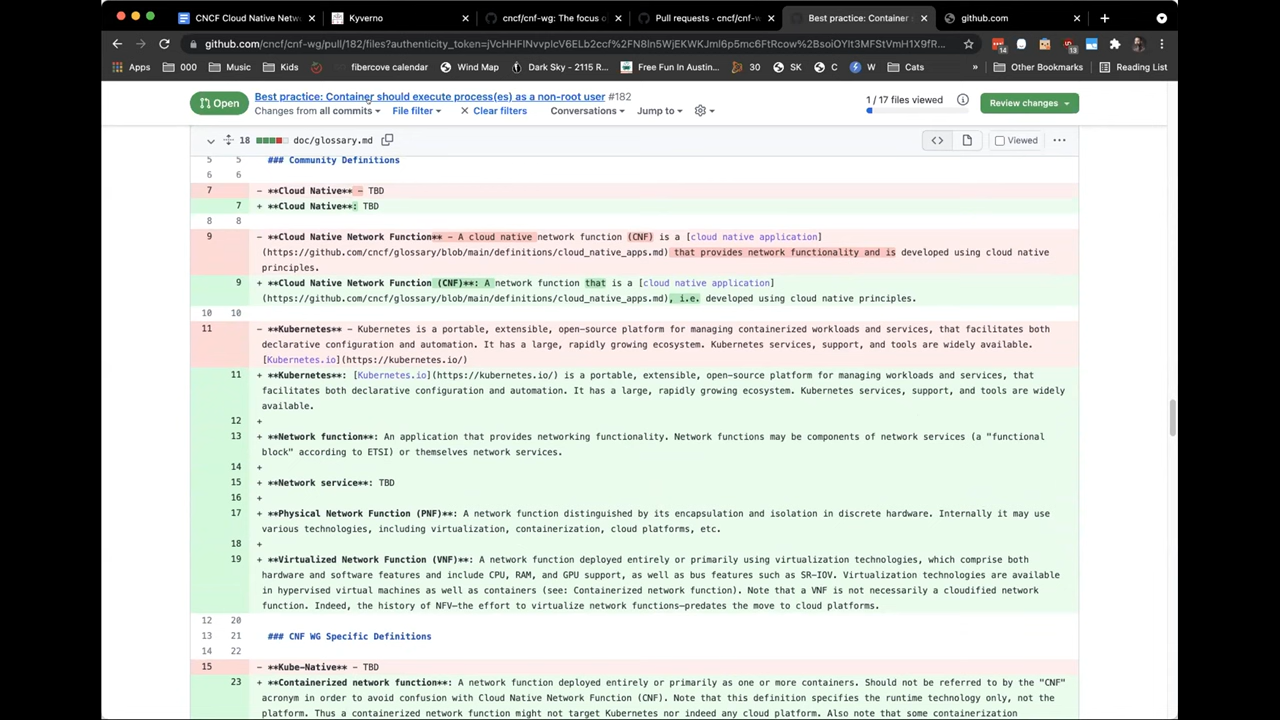 CNCF Cloud Native Netw
Kyverno
cncf/cnf-wg: The focus o
Pull requests · cncf/cnf-w
Best practice: Container s
github.com
github.com/cncf/cnf-wg/pull/182/files?authenticity_token=jVcHHFINvvplcV6ELb2ccf%2FN8ln5WjEKWKJml6p5mc6FtRcow%2BsoiOYlt3MFStVmH1X9fR...
Apps
000
Music
Kids
fibercove calendar
Wind Map
Dark Sky - 2115 R...
Free Fun In Austin...
30
SK
C
W
Cats
»
Other Bookmarks
Reading List
Open
Best practice: Container should execute process(es) as a non-root user #182
Changes from all commits
File filter
Clear filters
Conversations
Jump to
1 / 17 files viewed
Review changes
18
doc/glossary.md
Viewed
5 5 ### Community Definitions
6 6
7 - **Cloud Native** - TBD
7 + **Cloud Native**: TBD
8 8
9 - **Cloud Native Network Function** - A cloud native network function (CNF) is a [cloud native application]
(https://github.com/cncf/glossary/blob/main/definitions/cloud_native_apps.md) that provides network functionality and is developed using cloud native
principles.
9 + **Cloud Native Network Function (CNF)**: A network function that is a [cloud native application]
(https://github.com/cncf/glossary/blob/main/definitions/cloud_native_apps.md), i.e. developed using cloud native principles.
10 10
11 - **Kubernetes** - Kubernetes is a portable, extensible, open-source platform for managing containerized workloads and services, that facilitates both
declarative configuration and automation. It has a large, rapidly growing ecosystem. Kubernetes services, support, and tools are widely available.
[Kubernetes.io](https://kubernetes.io/)
11 + **Kubernetes**: [Kubernetes.io](https://kubernetes.io/) is a portable, extensible, open-source platform for managing containerized workloads and services, that
facilitates both declarative configuration and automation. It has a large, rapidly growing ecosystem. Kubernetes services, support, and tools are widely
available.
12 +
13 + **Network function**: An application that provides networking functionality. Network functions may be components of network services (a "functional
block" according to ETSI) or themselves network services.
14 +
15 + **Network service**: TBD
16 +
17 + **Physical Network Function (PNF)**: A network function distinguished by its encapsulation and isolation in discrete hardware. Internally it may use
various technologies, including virtualization, containerization, cloud platforms, etc.
18 +
19 + **Virtualized Network Function (VNF)**: A network function deployed entirely or primarily using virtualization technologies, which comprise both
hardware and software features and include CPU, RAM, and GPU support, as well as bus features such as SR-IOV. Virtualization technologies are available
in hypervised virtual machines as well as containers (see: Containerized network function). Note that a VNF is not necessarily a cloudified network
function. Indeed, the history of NFV—the effort to virtualize network functions—predates the move to cloud platforms.
12 20
13 21 ### CNF WG Specific Definitions
14 22
15 - **Kube-Native** - TBD
23 + **Containerized network function**: A network function deployed entirely or primarily as one or more containers. Should not be referred to by the "CNF"
acronym in order to avoid confusion with Cloud Native Network Function (CNF). Note that this definition specifies the runtime technology only, not the
platform. Thus a containerized network function might not target Kubernetes nor indeed any cloud platform. Also note that some containerization